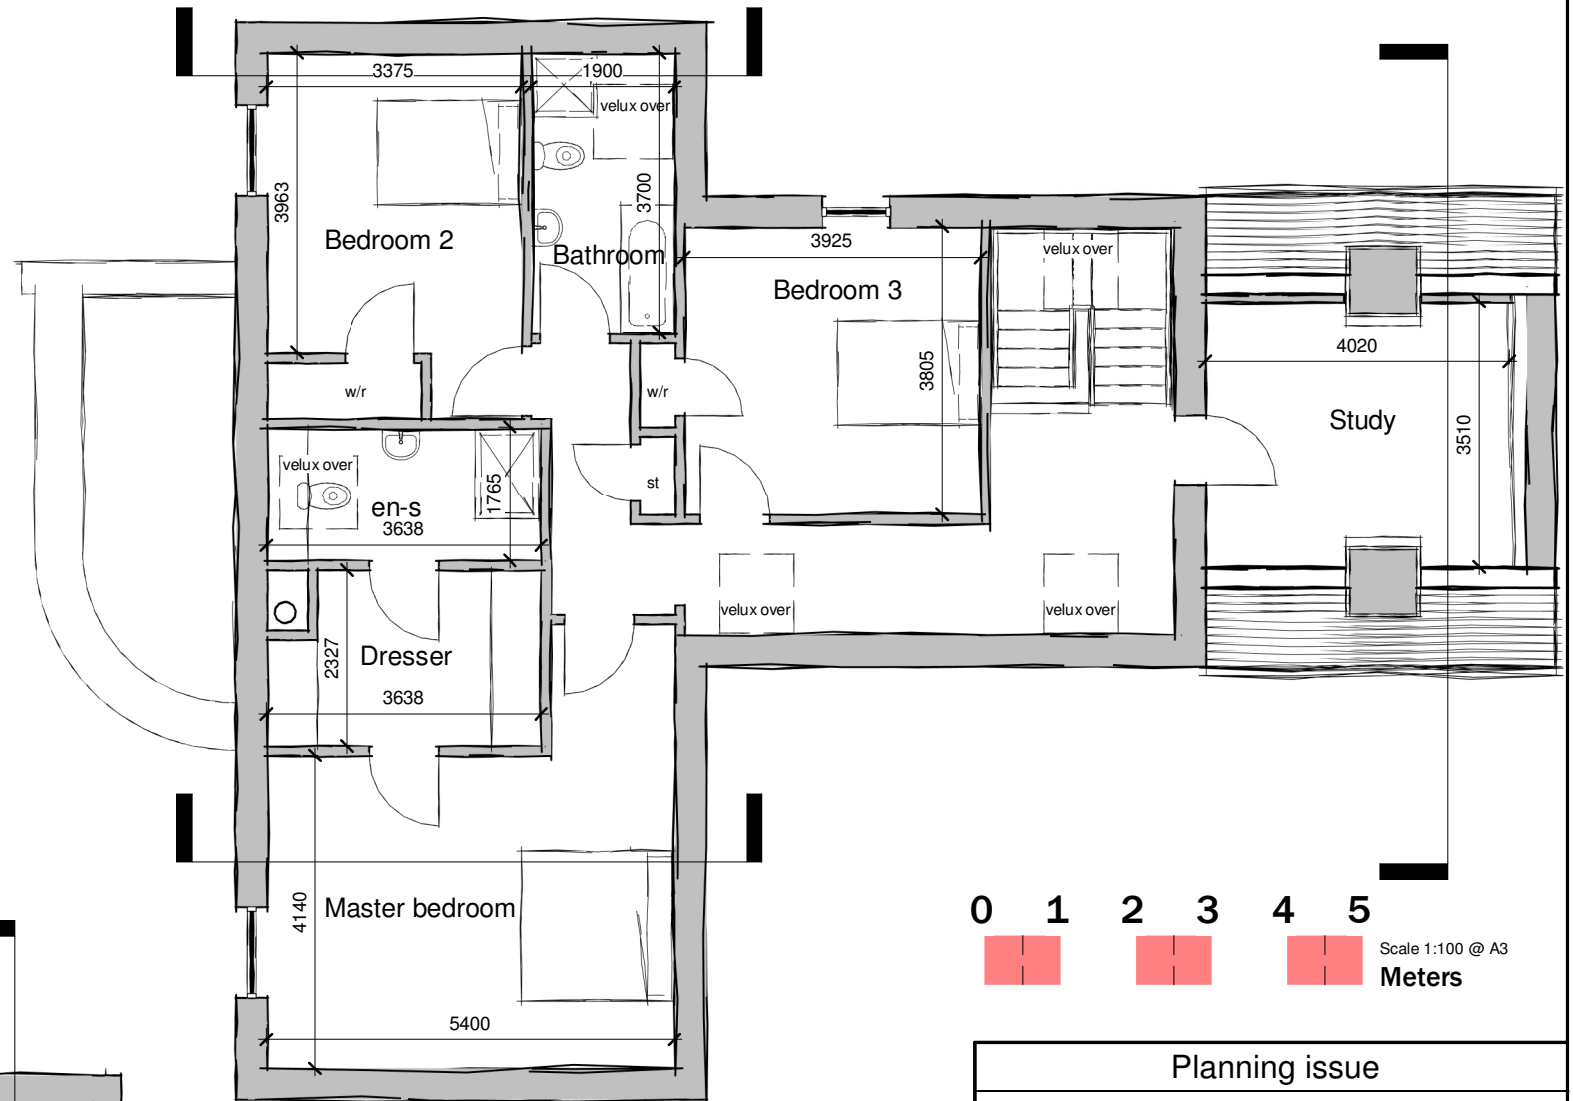 3375
1900
velux over
3963
3700
Bedroom 2
Bathroom
3925
velux over
Bedroom 3
3805
4020
Study
3510
w/r
w/r
velux over
1765
st
en-s
3638
velux over
velux over
2327
Dresser
3638
4140
Master bedroom
5400
0 1 2 3 4 5
Scale 1:100 @ A3
Meters
Planning issue